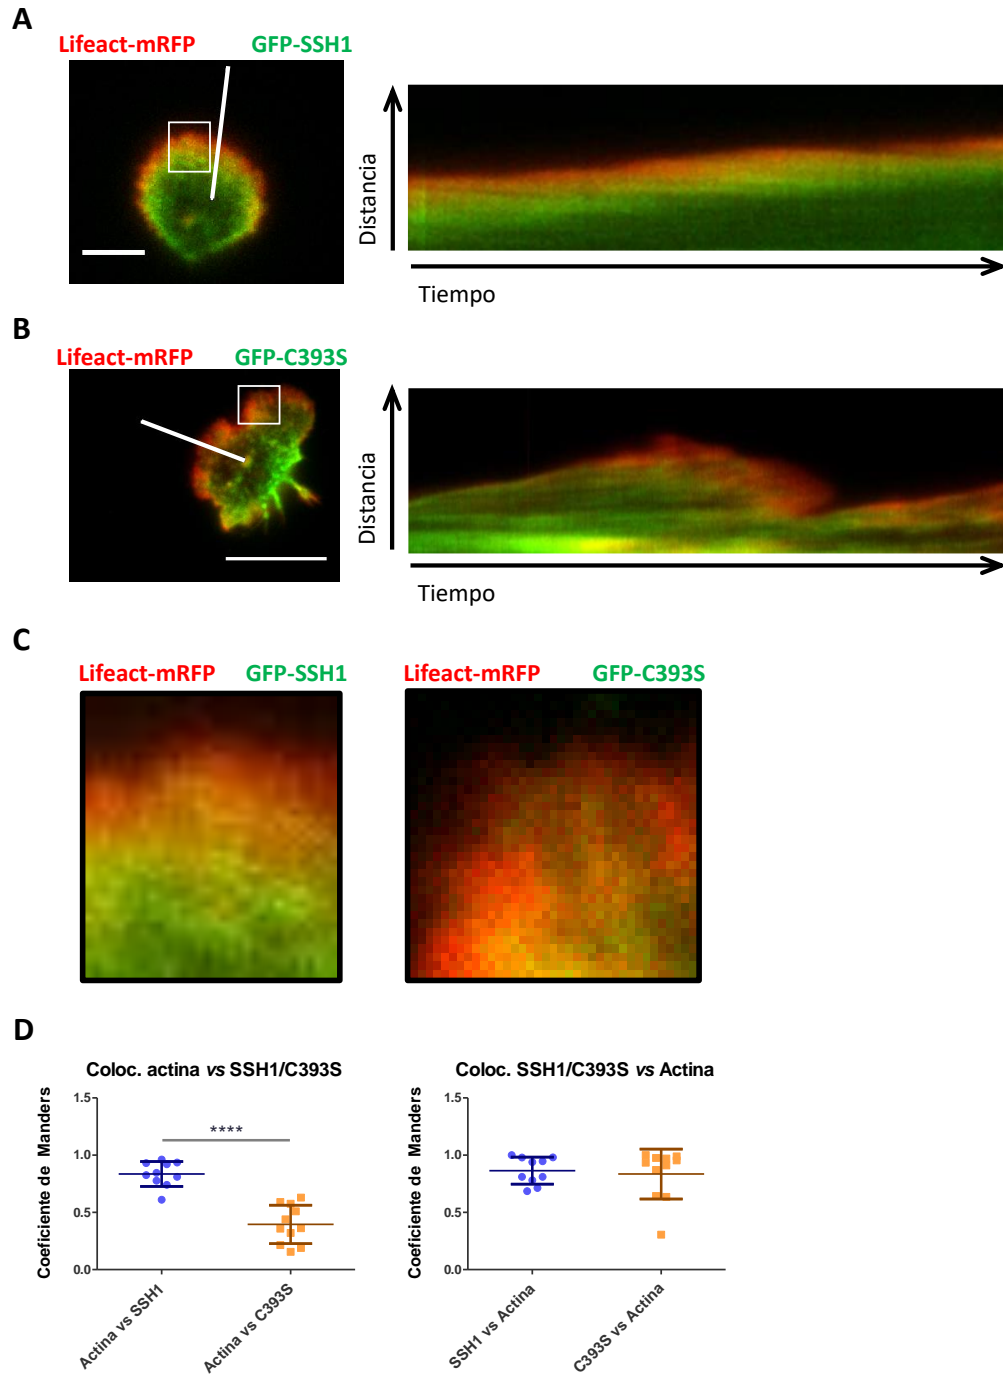 A
Lifeact-mRFP GFP-SSH1
Distancia
Tiempo
B
Lifeact-mRFP GFP-C393S
Distancia
Tiempo
C
Lifeact-mRFP GFP-SSH1 Lifeact-mRFP GFP-C393S
D
Coloc. actina vs SSH1/C393S
Coeficiente de Manders
1.5
1.0
0.5
0.0
****
Actina vs SSH1
Actina vs C393S
Coloc. SSH1/C393S vs Actina
Coeficiente de Manders
1.5
1.0
0.5
0.0
SSH1 vs Actina
C393S vs Actina